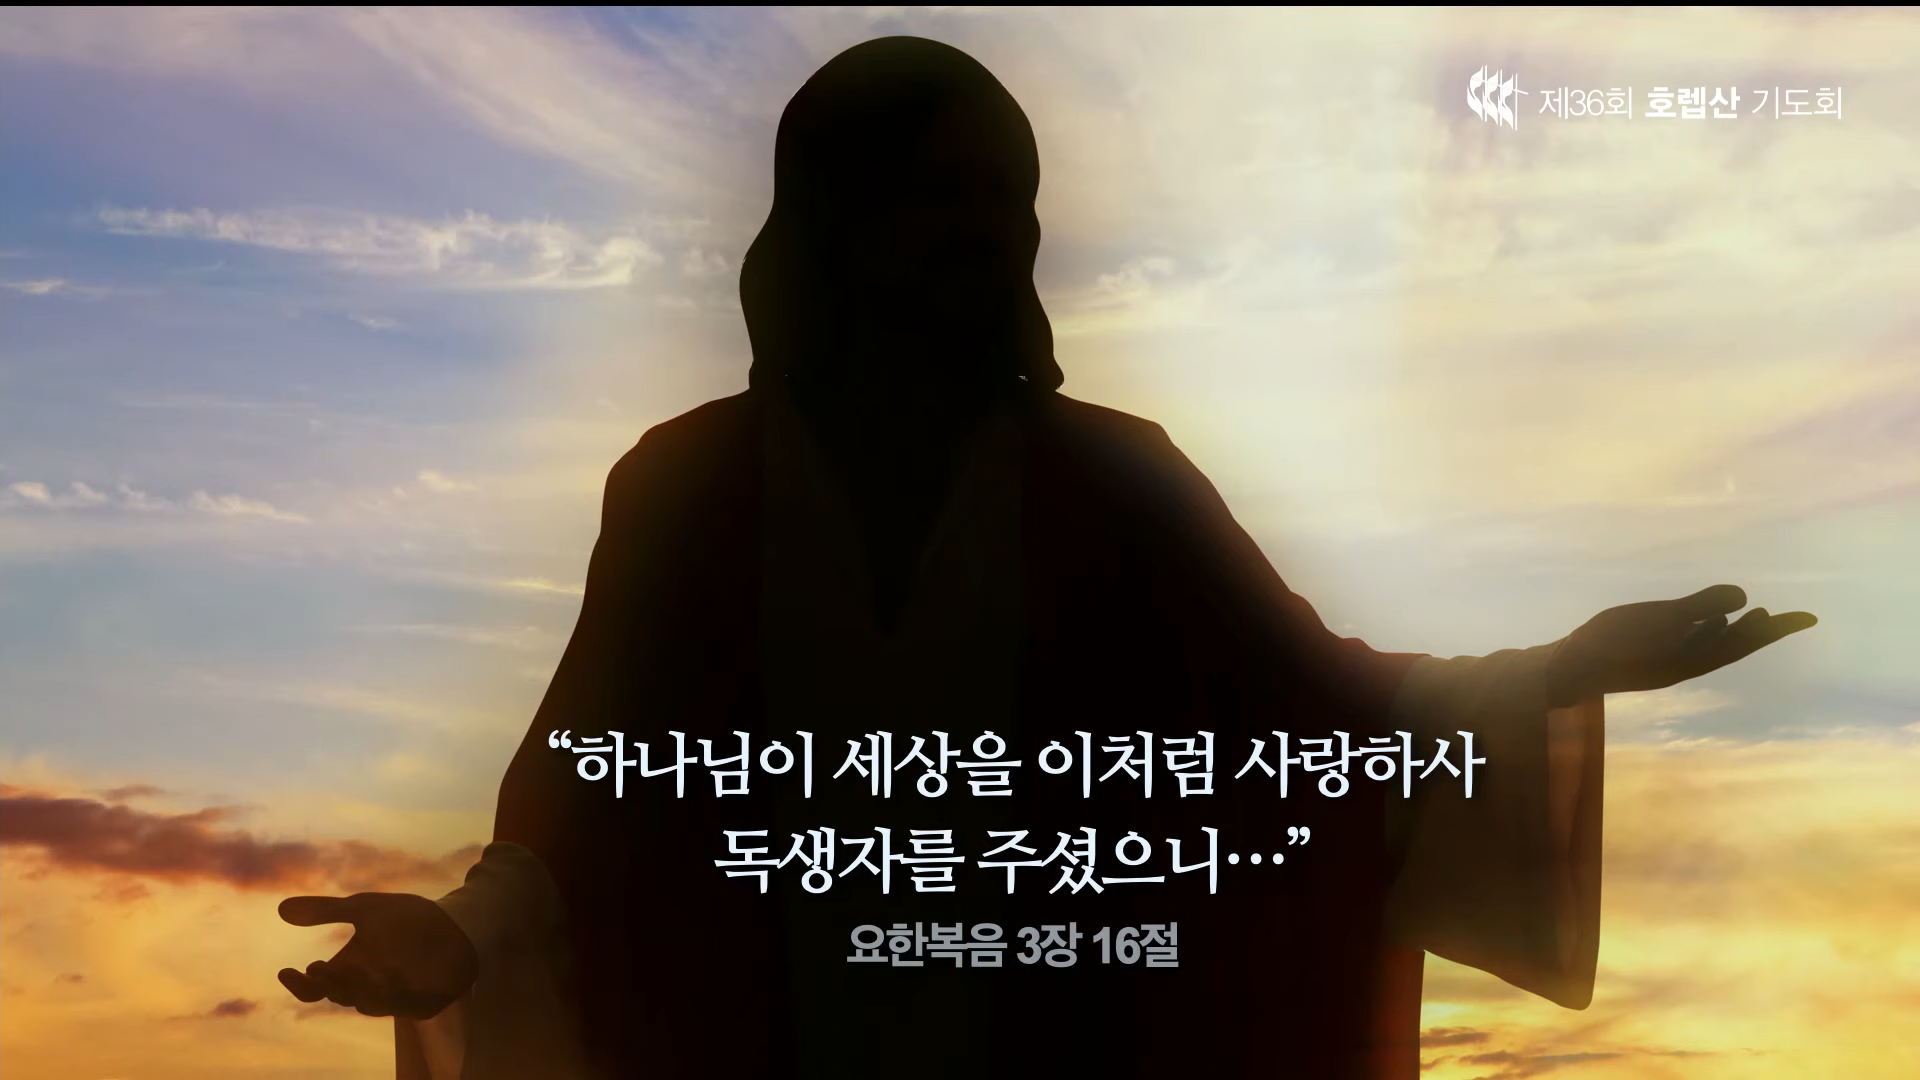 제36회 호렙산 기도회
“하나님이 세상을 이처럼 사랑하사
독생자를 주셨으니…”
요한복음 3장 16절